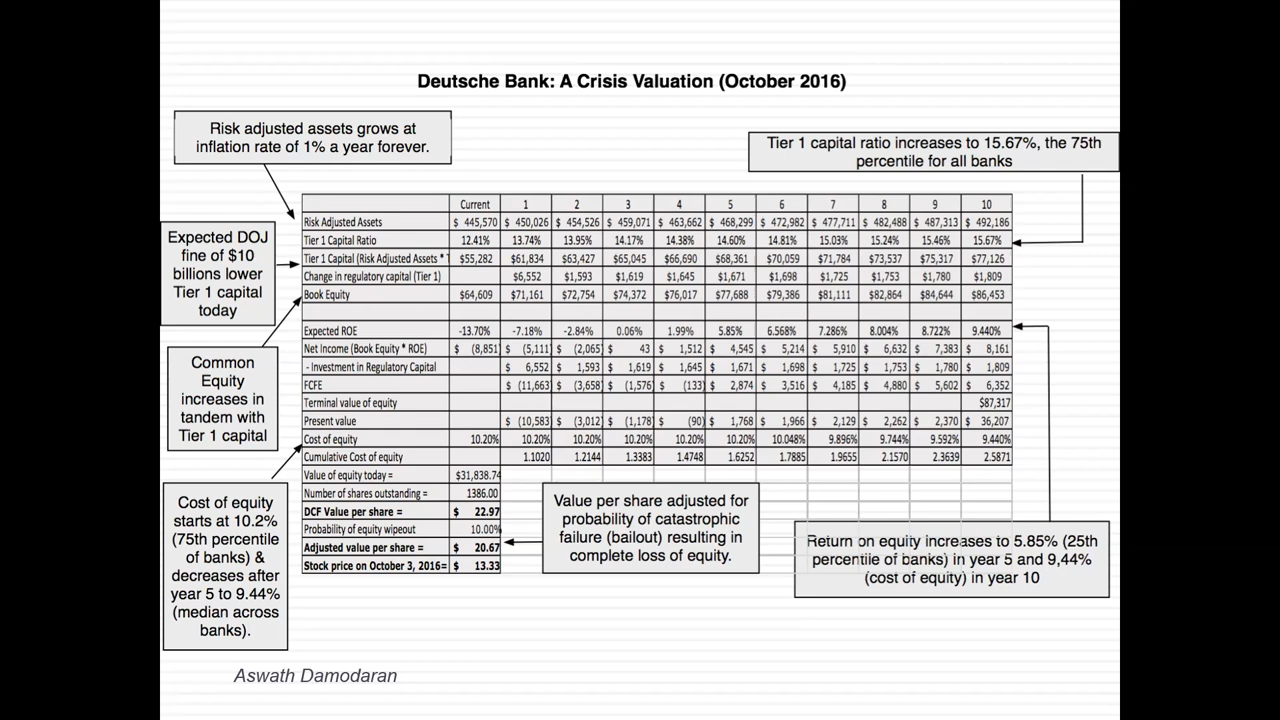 Deutsche Bank: A Crisis Valuation (October 2016)
Risk adjusted assets grows at
inflation rate of 1% a year forever.
Tier 1 capital ratio increases to 15.67%, the 75th
percentile for all banks
Expected DOJ
fine of $10
billions lower
Tier 1 capital
today
Common
Equity
increases in
tandem with
Tier 1 capital
Cost of equity
starts at 10.2%
(75th percentile
of banks) &
decreases after
year 5 to 9.44%
(median across
banks).
Current 1 2 3 4 5 6 7 8 9 10
Risk Adjusted Assets $ 445,570 $ 450,026 $ 454,526 $ 459,071 $ 463,662 $ 468,299 $ 472,982 $ 477,711 $ 482,488 $ 487,313 $ 492,186
Tier 1 Capital Ratio 12.41% 13.74% 13.95% 14.17% 14.38% 14.60% 14.81% 15.03% 15.24% 15.46% 15.67%
Tier 1 Capital (Risk Adjusted Assets * $55,282 $61,834 $63,427 $65,045 $66,690 $68,361 $70,059 $71,784 $73,537 $75,317 $77,126
Change in regulatory capital (Tier 1) $6,552 $1,593 $1,619 $1,645 $1,671 $1,698 $1,725 $1,753 $1,780 $1,809
Book Equity $64,609 $71,161 $72,754 $74,372 $76,017 $77,688 $79,386 $81,111 $82,864 $84,644 $86,453
Expected ROE -13.70% -7.18% -2.84% 0.06% 1.99% 5.85% 6.568% 7.286% 8.004% 8.722% 9.440%
Net Income (Book Equity * ROE) $ (8,851) $ (5,111) $ (2,065) $ 43 $ 1,512 $ 4,545 $ 5,214 $ 5,910 $ 6,632 $ 7,383 $ 8,161
- Investment in Regulatory Capital $ 6,552 $ 1,593 $ 1,619 $ 1,645 $ 1,671 $ 1,698 $ 1,725 $ 1,753 $ 1,780 $ 1,809
FCFE $ (11,663) $ (3,658) $ (1,576) $ (133) $ 2,874 $ 3,516 $ 4,185 $ 4,880 $ 5,602 $ 6,352
Terminal value of equity $87,317
Present value $ (10,583) $ (3,012) $ (1,178) $ (90) $ 1,768 $ 1,966 $ 2,129 $ 2,262 $ 2,370 $ 36,207
Cost of equity 10.20% 10.20% 10.20% 10.20% 10.20% 10.20% 10.048% 9.896% 9.744% 9.592% 9.440%
Cumulative Cost of equity 1.1020 1.2144 1.3383 1.4748 1.6252 1.7885 1.9655 2.1570 2.3639 2.5871
Value of equity today = $31,838.74
Number of shares outstanding = 1386.00
DCF Value per share = $ 22.97
Probability of equity wipeout 10.00%
Adjusted value per share = $ 20.67
Stock price on October 3, 2016= $ 13.33
Value per share adjusted for
probability of catastrophic
failure (bailout) resulting in
complete loss of equity.
Return on equity increases to 5.85% (25th
percentile of banks) in year 5 and 9,44%
(cost of equity) in year 10
Aswath Damodaran